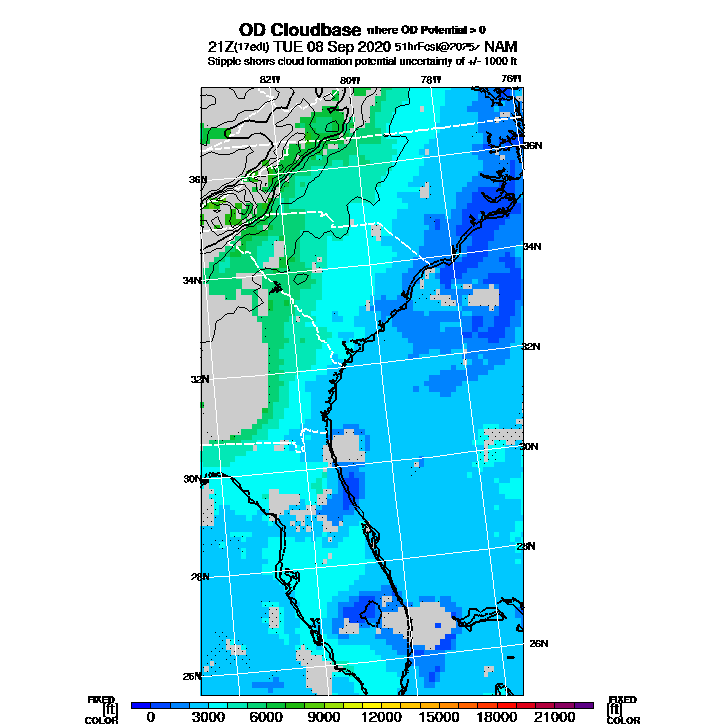 OD Cloudbase where OD Potential > 0
21Z(17edt) TUE 08 Sep 2020 51hrFcst@2025z NAM
Stipple shows cloud formation potential uncertainty of +/- 1000 ft
82W 80W 78W 76W
36N
36N
34N
34N
32N
32N
30N
30N
28N
28N
26N
26N
FIXED FIXED
[ft] [ft]
COLOR 0 3000 6000 9000 12000 15000 18000 21000 COLOR